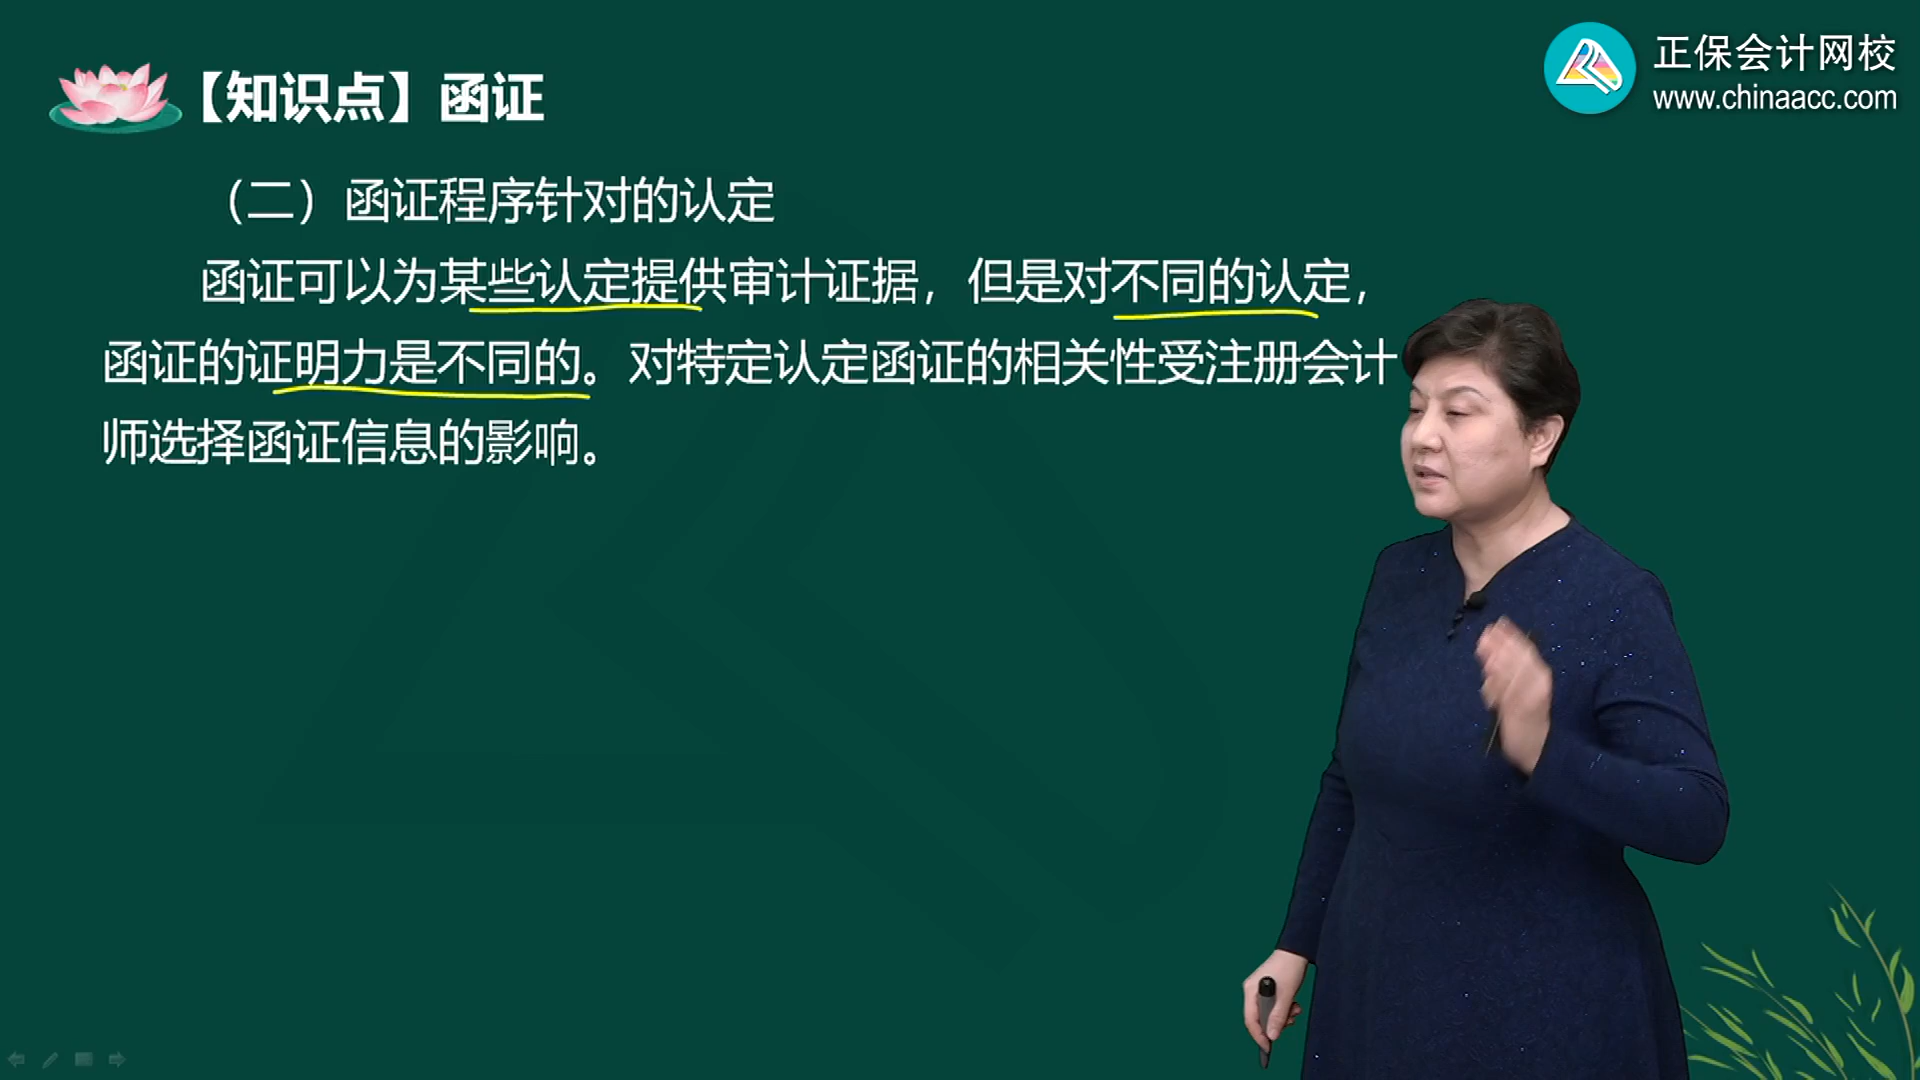 正保会计网校
www.chinaacc.com
【知识点】函证
（二）函证程序针对的认定
函证可以为某些认定提供审计证据，但是对不同的认定，
函证的证明力是不同的。对特定认定函证的相关性受注册会计
师选择函证信息的影响。